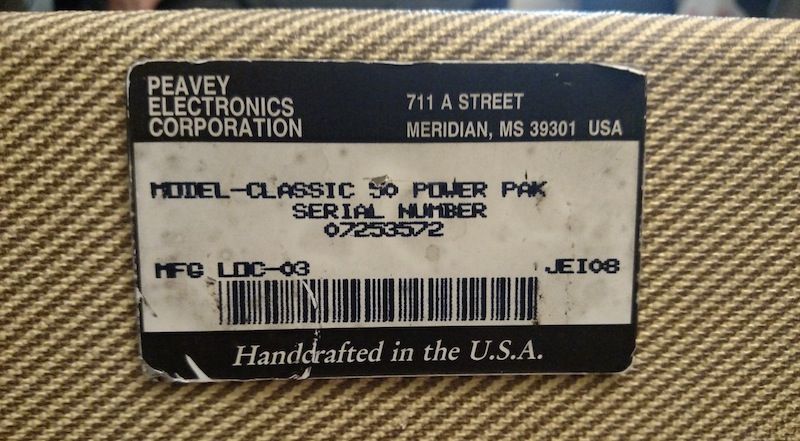 PEAVEY
ELECTRONICS
CORPORATION
711 A STREET
MERIDIAN, MS 39301 USA
MODEL-CLASSIC 50 POWER PAK
SERIAL NUMBER
07253572
MFG LOC-03
JEI08
Handcrafted in the U.S.A.